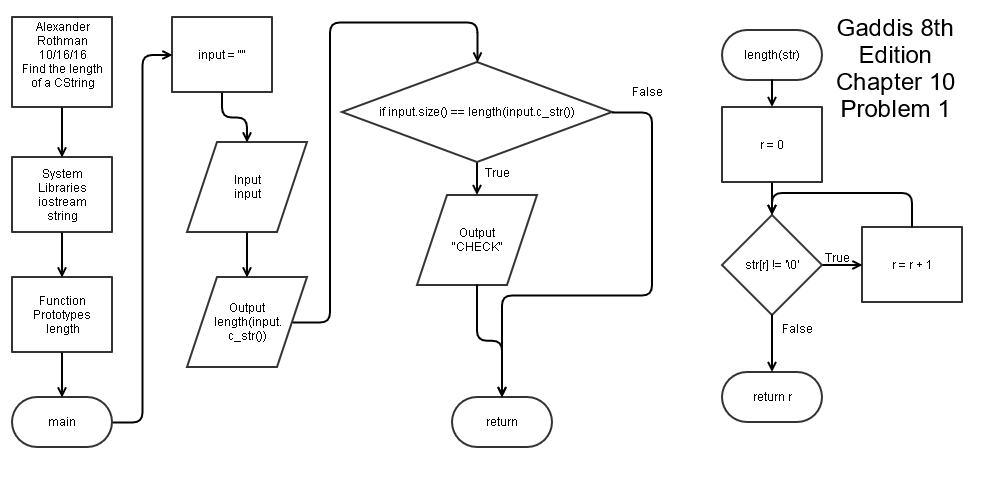 Alexander
Rothman
10/16/16
Find the length
of a CString
System
Libraries
iostream
string
Function
Prototypes
length
main
input = ""
Input
input
Output
length(input.
c_str())
if input.size() == length(input.c_str())
False
True
Output
"CHECK"
return
length(str)
r = 0
str[r] != '\0'
True
r = r + 1
False
return r
Gaddis 8th
Edition
Chapter 10
Problem 1